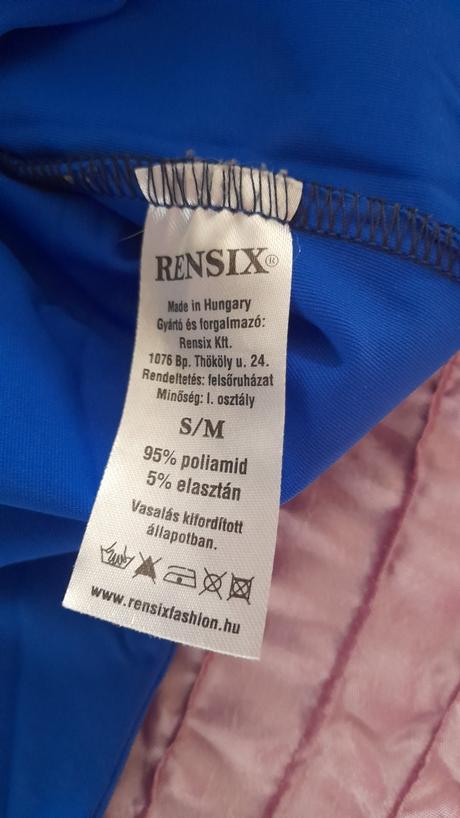 RENSIX®
Made in Hungary
Gyártó és forgalmazó:
Rensix Kft.
1076 Bp. Thököly u. 24.
Rendeltetés: felsőruházat
Minőség: I. osztály
S/M
95% poliamid
5% elasztán
Vasalás kifordított
állapotban.
www.rensixfashion.hu